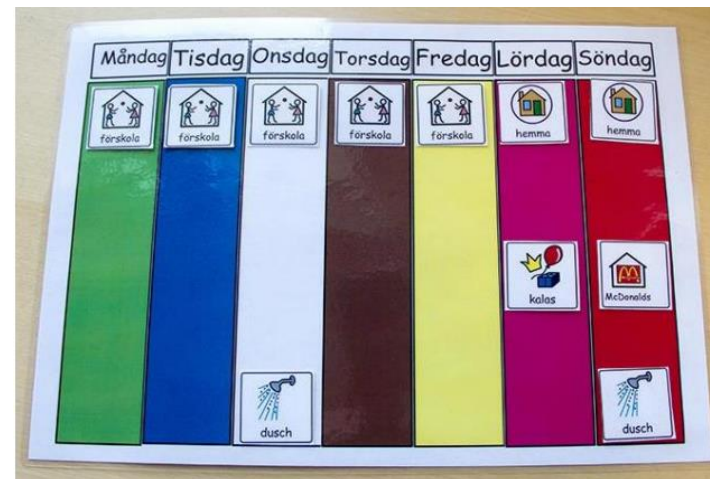 Måndag Tisdag Onsdag Torsdag Fredag Lördag Söndag
förskola förskola förskola förskola förskola hemma hemma
kalas McDonalds
dusch dusch